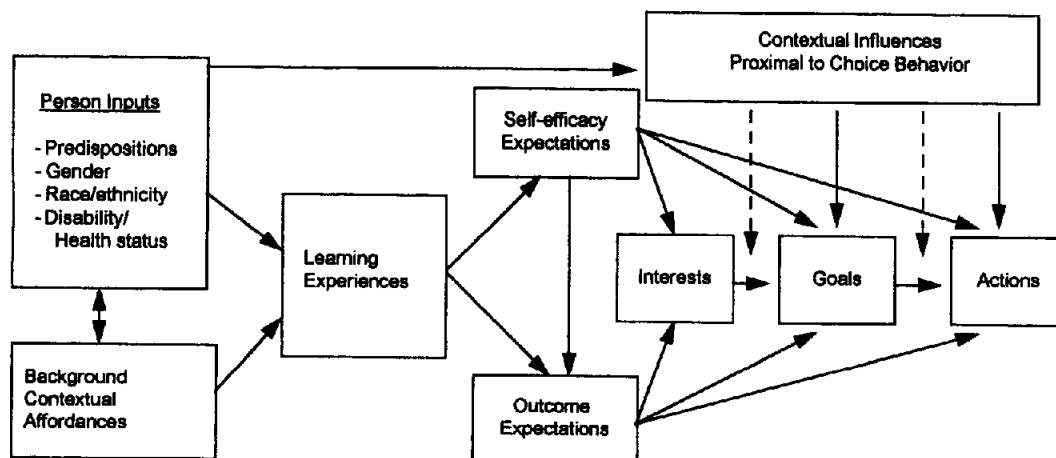 Person Inputs
- Predispositions
- Gender
- Race/ethnicity
- Disability/
Health status
Background
Contextual
Affordances
Learning
Experiences
Self-efficacy
Expectations
Outcome
Expectations
Contextual Influences
Proximal to Choice Behavior
Interests
Goals
Actions